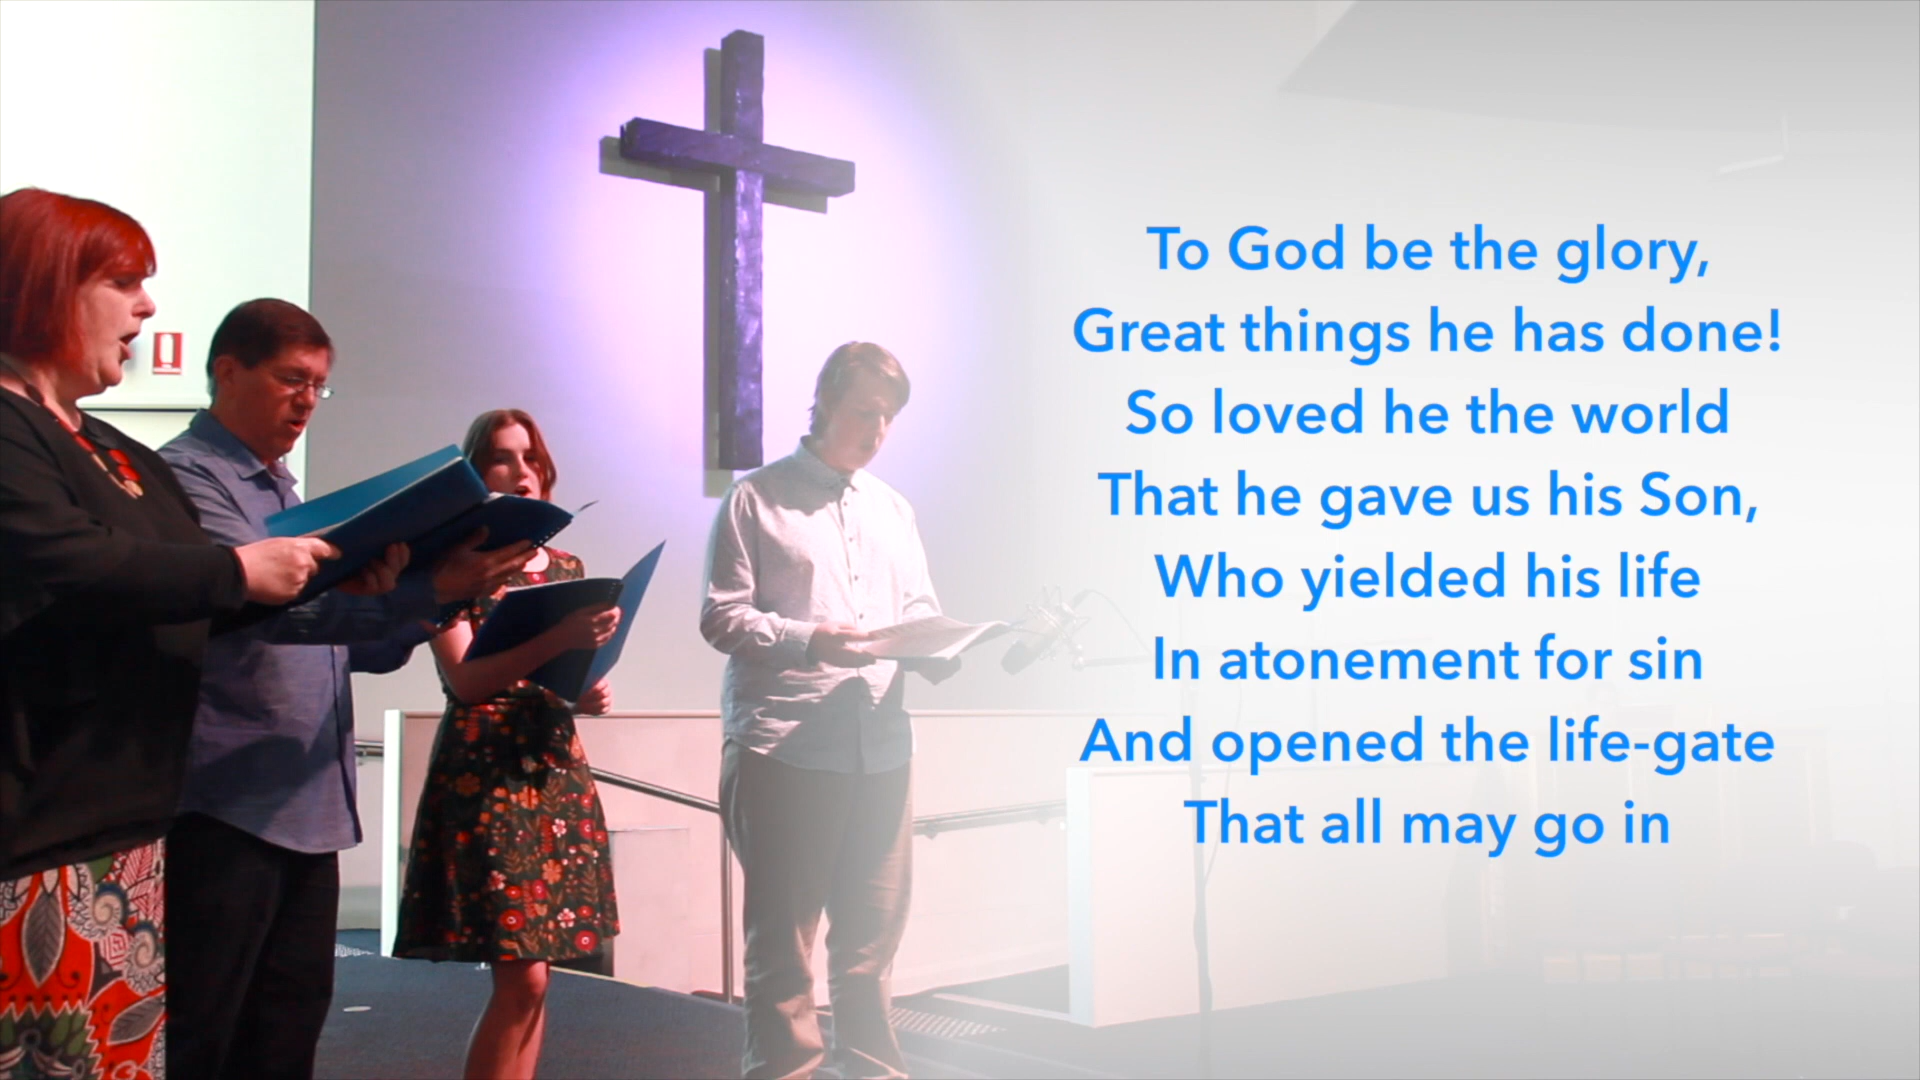 To God be the glory,
Great things he has done!
So loved he the world
That he gave us his Son,
Who yielded his life
In atonement for sin
And opened the life-gate
That all may go in